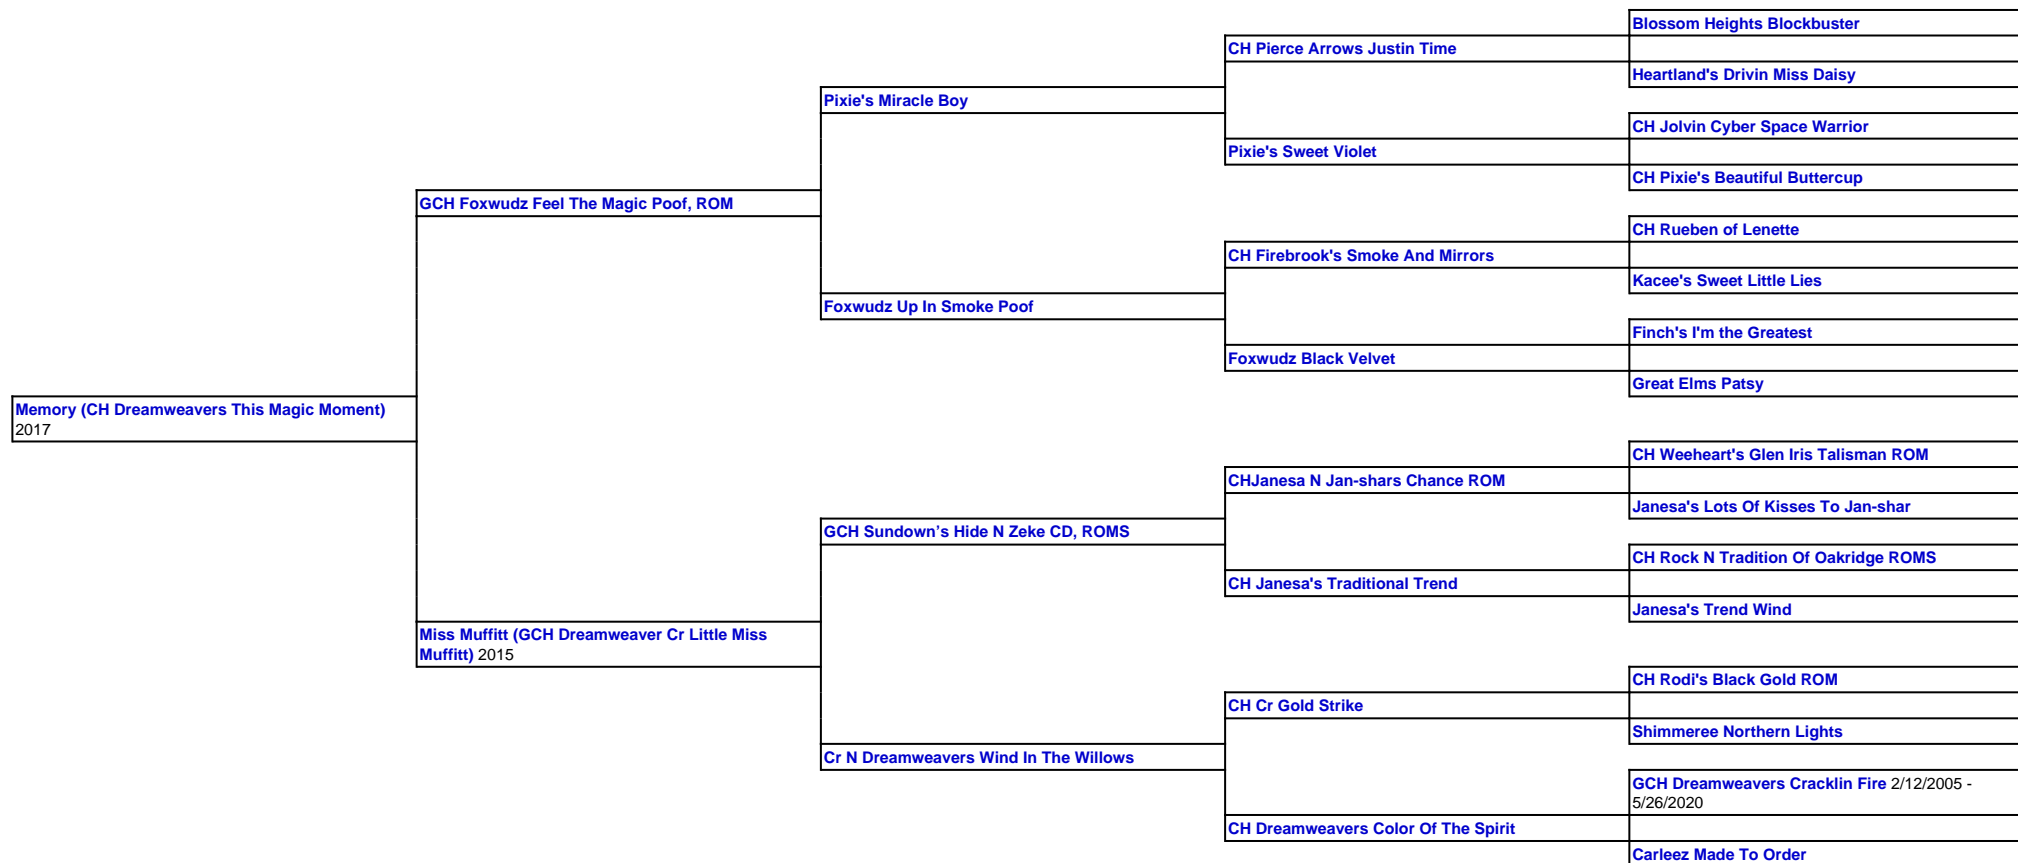 Blossom Heights Blockbuster
CH Pierce Arrows Justin Time
Heartland's Drivin Miss Daisy
Pixie's Miracle Boy
CH Jolvin Cyber Space Warrior
Pixie's Sweet Violet
CH Pixie's Beautiful Buttercup
GCH Foxwudz Feel The Magic Poof, ROM
CH Rueben of Lenette
CH Firebrook's Smoke And Mirrors
Kacee's Sweet Little Lies
Foxwudz Up In Smoke Poof
Finch's I'm the Greatest
Foxwudz Black Velvet
Great Elms Patsy
Memory (CH Dreamweavers This Magic Moment)
2017
CH Weeheart's Glen Iris Talisman ROM
CHJanesa N Jan-shars Chance ROM
Janesa's Lots Of Kisses To Jan-shar
GCH Sundown’s Hide N Zeke CD, ROMS
CH Rock N Tradition Of Oakridge ROMS
CH Janesa's Traditional Trend
Janesa's Trend Wind
Miss Muffitt (GCH Dreamweaver Cr Little Miss
Muffitt) 2015
CH Rodi's Black Gold ROM
CH Cr Gold Strike
Shimmeree Northern Lights
Cr N Dreamweavers Wind In The Willows
GCH Dreamweavers Cracklin Fire 2/12/2005 -
5/26/2020
CH Dreamweavers Color Of The Spirit
Carleez Made To Order